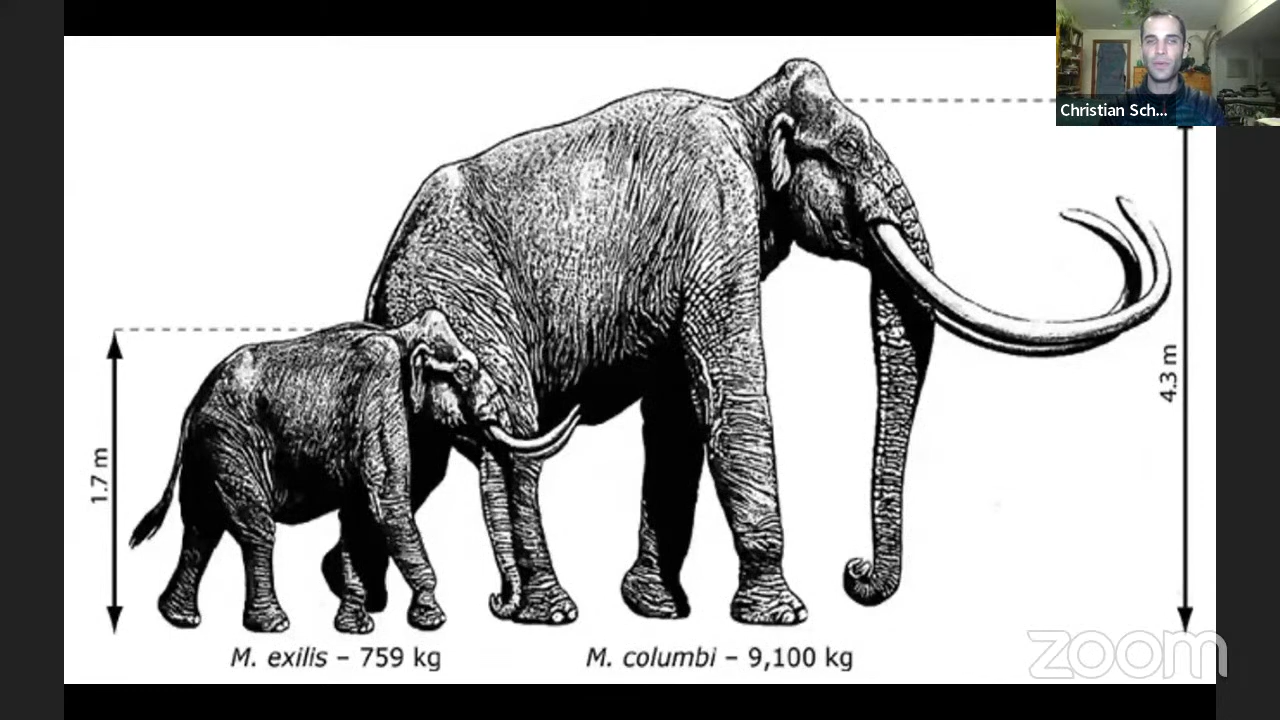 Christian Sch...
4.3 m
1.7 m
M. exilis – 759 kg
M. columbi – 9,100 kg
zoom